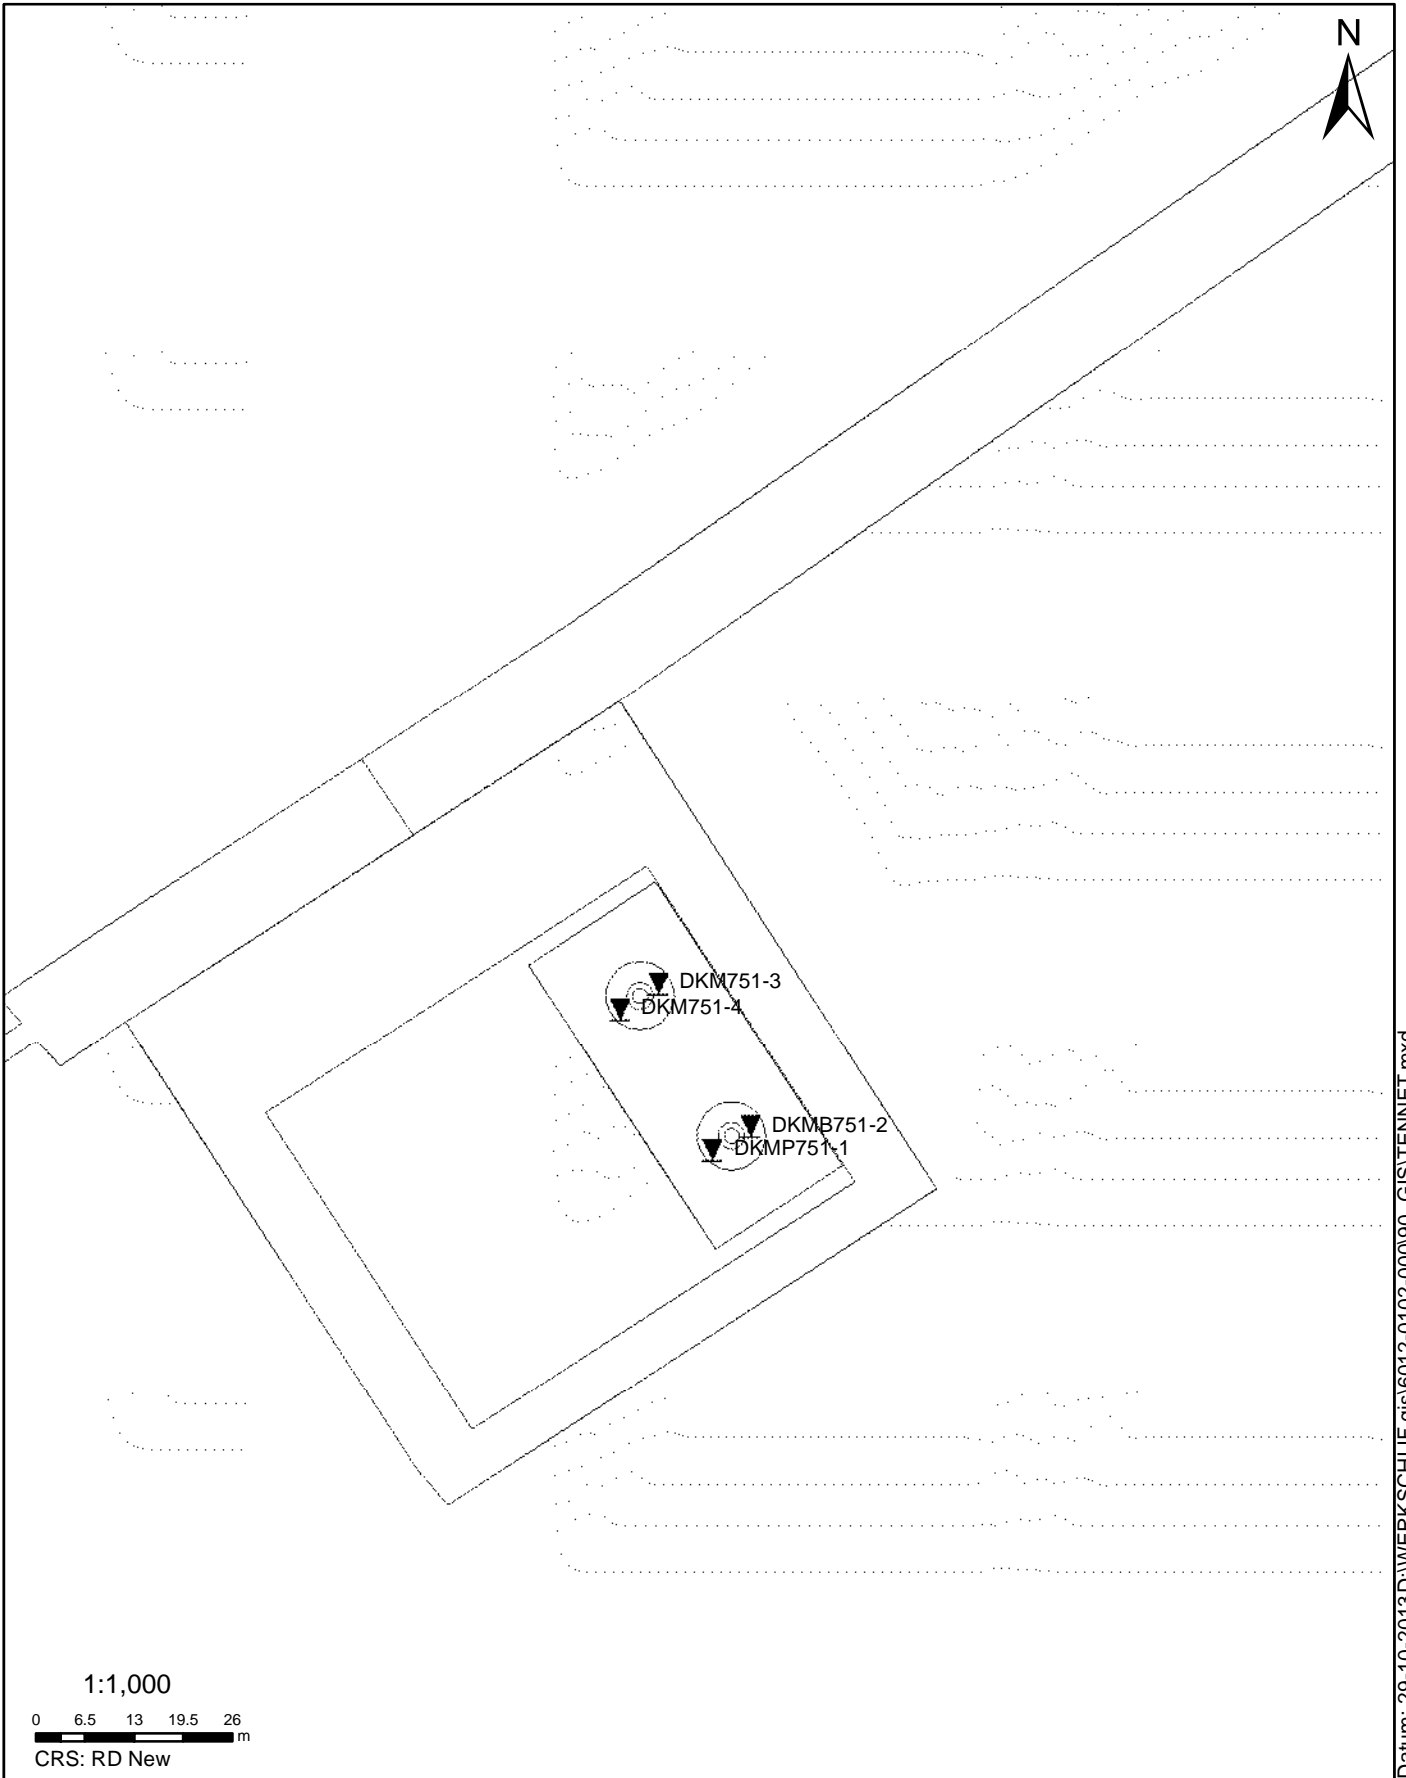 N
DKM751-3
DKM751-4
DKMB751-2
DKMP751-1
1:1,000
0 6.5 13 19.5 26
m
CRS: RD New
Datum: 29-10-2013 D:\WERKSCHIJF gis\6012-0102-000\90_GIS\TENNET.mxd